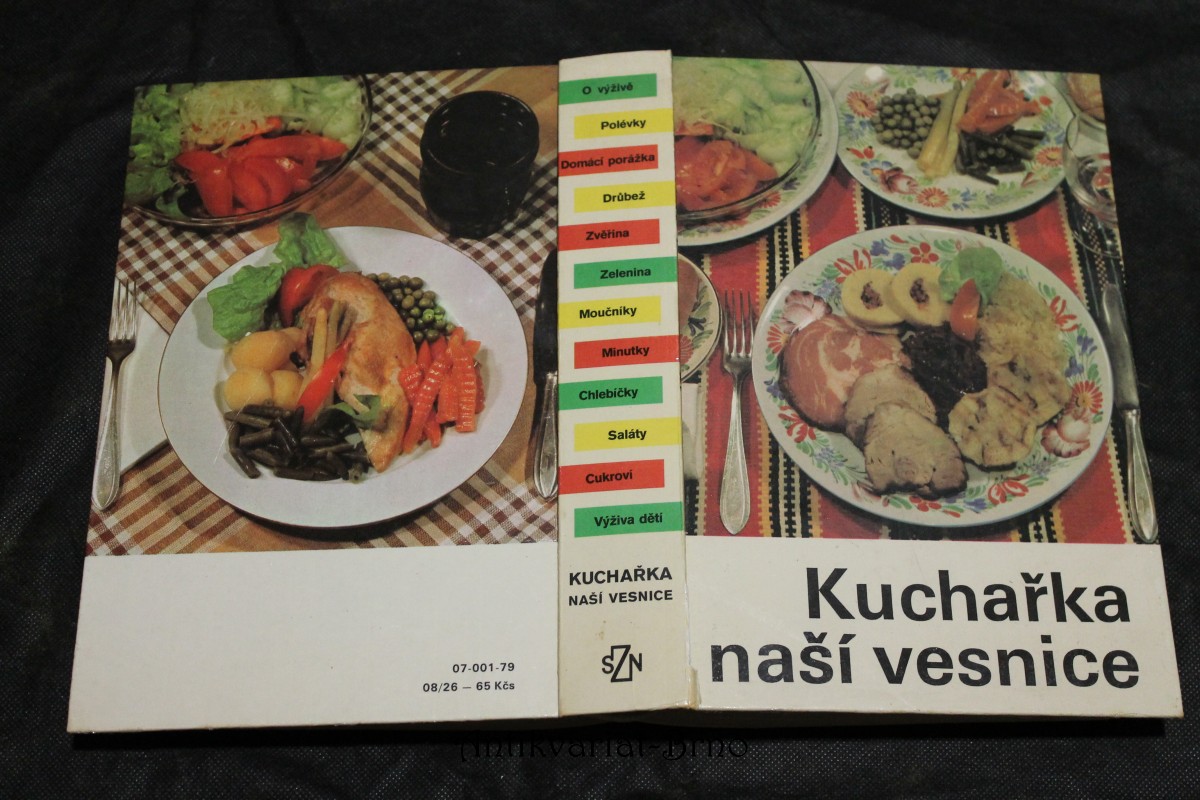 07-001-79
08/26 — 65 Kčs
O výživě
Polévky
Domácí porážka
Drůbež
Zvěřina
Zelenina
Moučníky
Minutky
Chlebíčky
Saláty
Cukroví
Výživa dětí
KUCHAŘKA
NAŠÍ VESNICE
SZN
Kuchařka
naší vesnice
Antikvariat-Brno